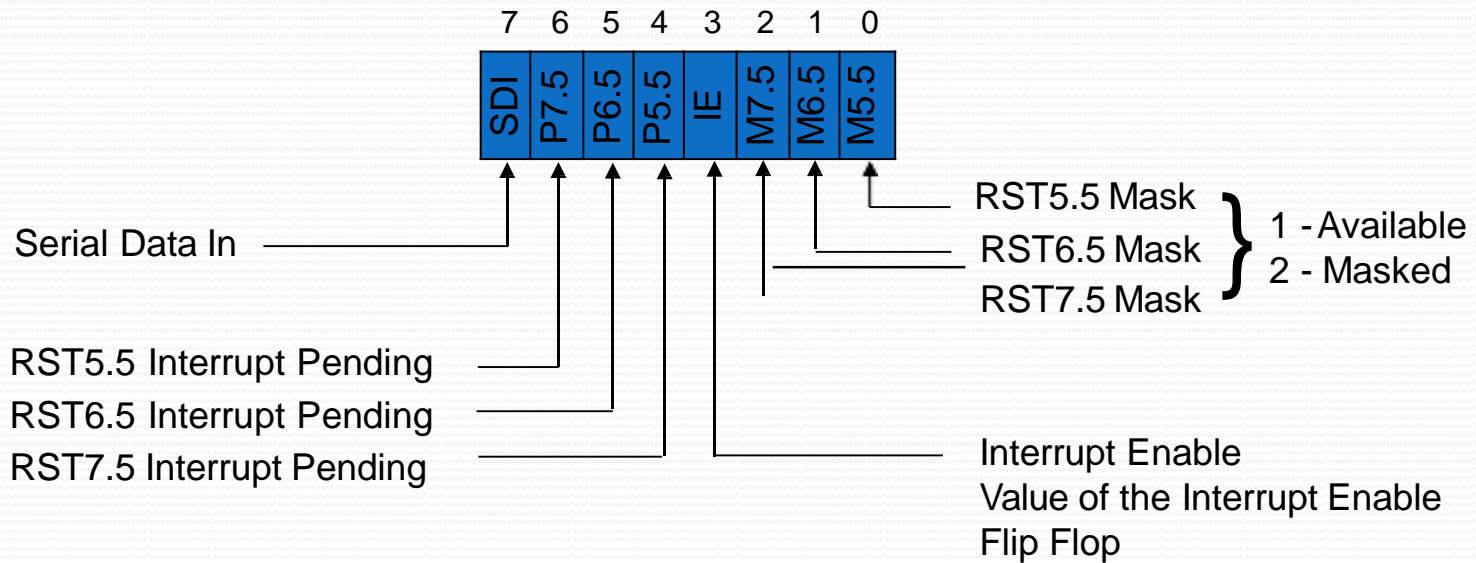 7 6 5 4 3 2 1 0
SDI P7.5 P6.5 P5.5 IE M7.5 M6.5 M5.5
Serial Data In
RST5.5 Mask
RST6.5 Mask
RST7.5 Mask
} 1 - Available
2 - Masked
RST5.5 Interrupt Pending
RST6.5 Interrupt Pending
RST7.5 Interrupt Pending
Interrupt Enable
Value of the Interrupt Enable
Flip Flop